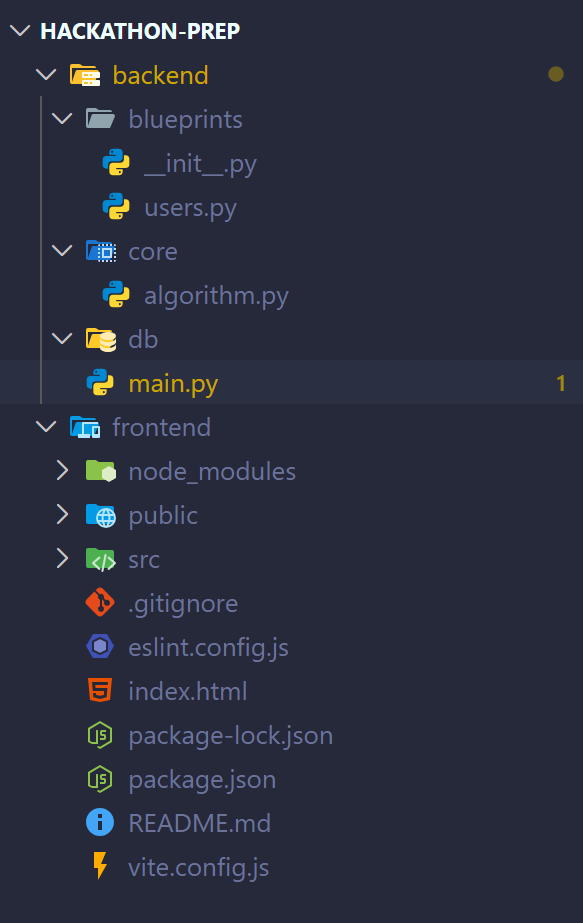 HACKATHON-PREP
backend
blueprints
__init__.py
users.py
core
algorithm.py
db
main.py 1
frontend
node_modules
public
src
.gitignore
eslint.config.js
index.html
package-lock.json
package.json
README.md
vite.config.js